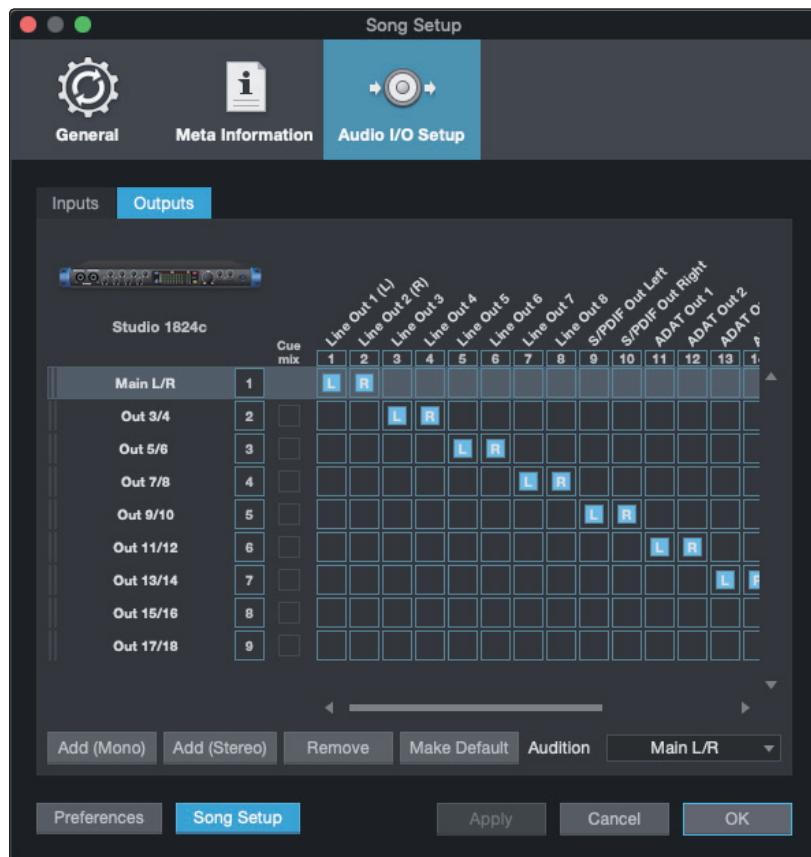 Song Setup
General
Meta Information
Audio I/O Setup
Inputs
Outputs
Studio 1824c
Cue
mix
Line Out 1 (L)
Line Out 2 (R)
Line Out 3
Line Out 4
Line Out 5
Line Out 6
Line Out 7
Line Out 8
S/PDIF Out Left
S/PDIF Out Right
ADAT Out 1
ADAT Out 2
ADAT O
1 2 3 4 5 6 7 8 9 10 11 12 13
Main L/R 1 L R
Out 3/4 2 L R
Out 5/6 3 L R
Out 7/8 4 L R
Out 9/10 5 L R
Out 11/12 6 L R
Out 13/14 7 L R
Out 15/16 8
Out 17/18 9
Add (Mono) Add (Stereo) Remove Make Default Audition Main L/R
Preferences Song Setup Apply Cancel OK